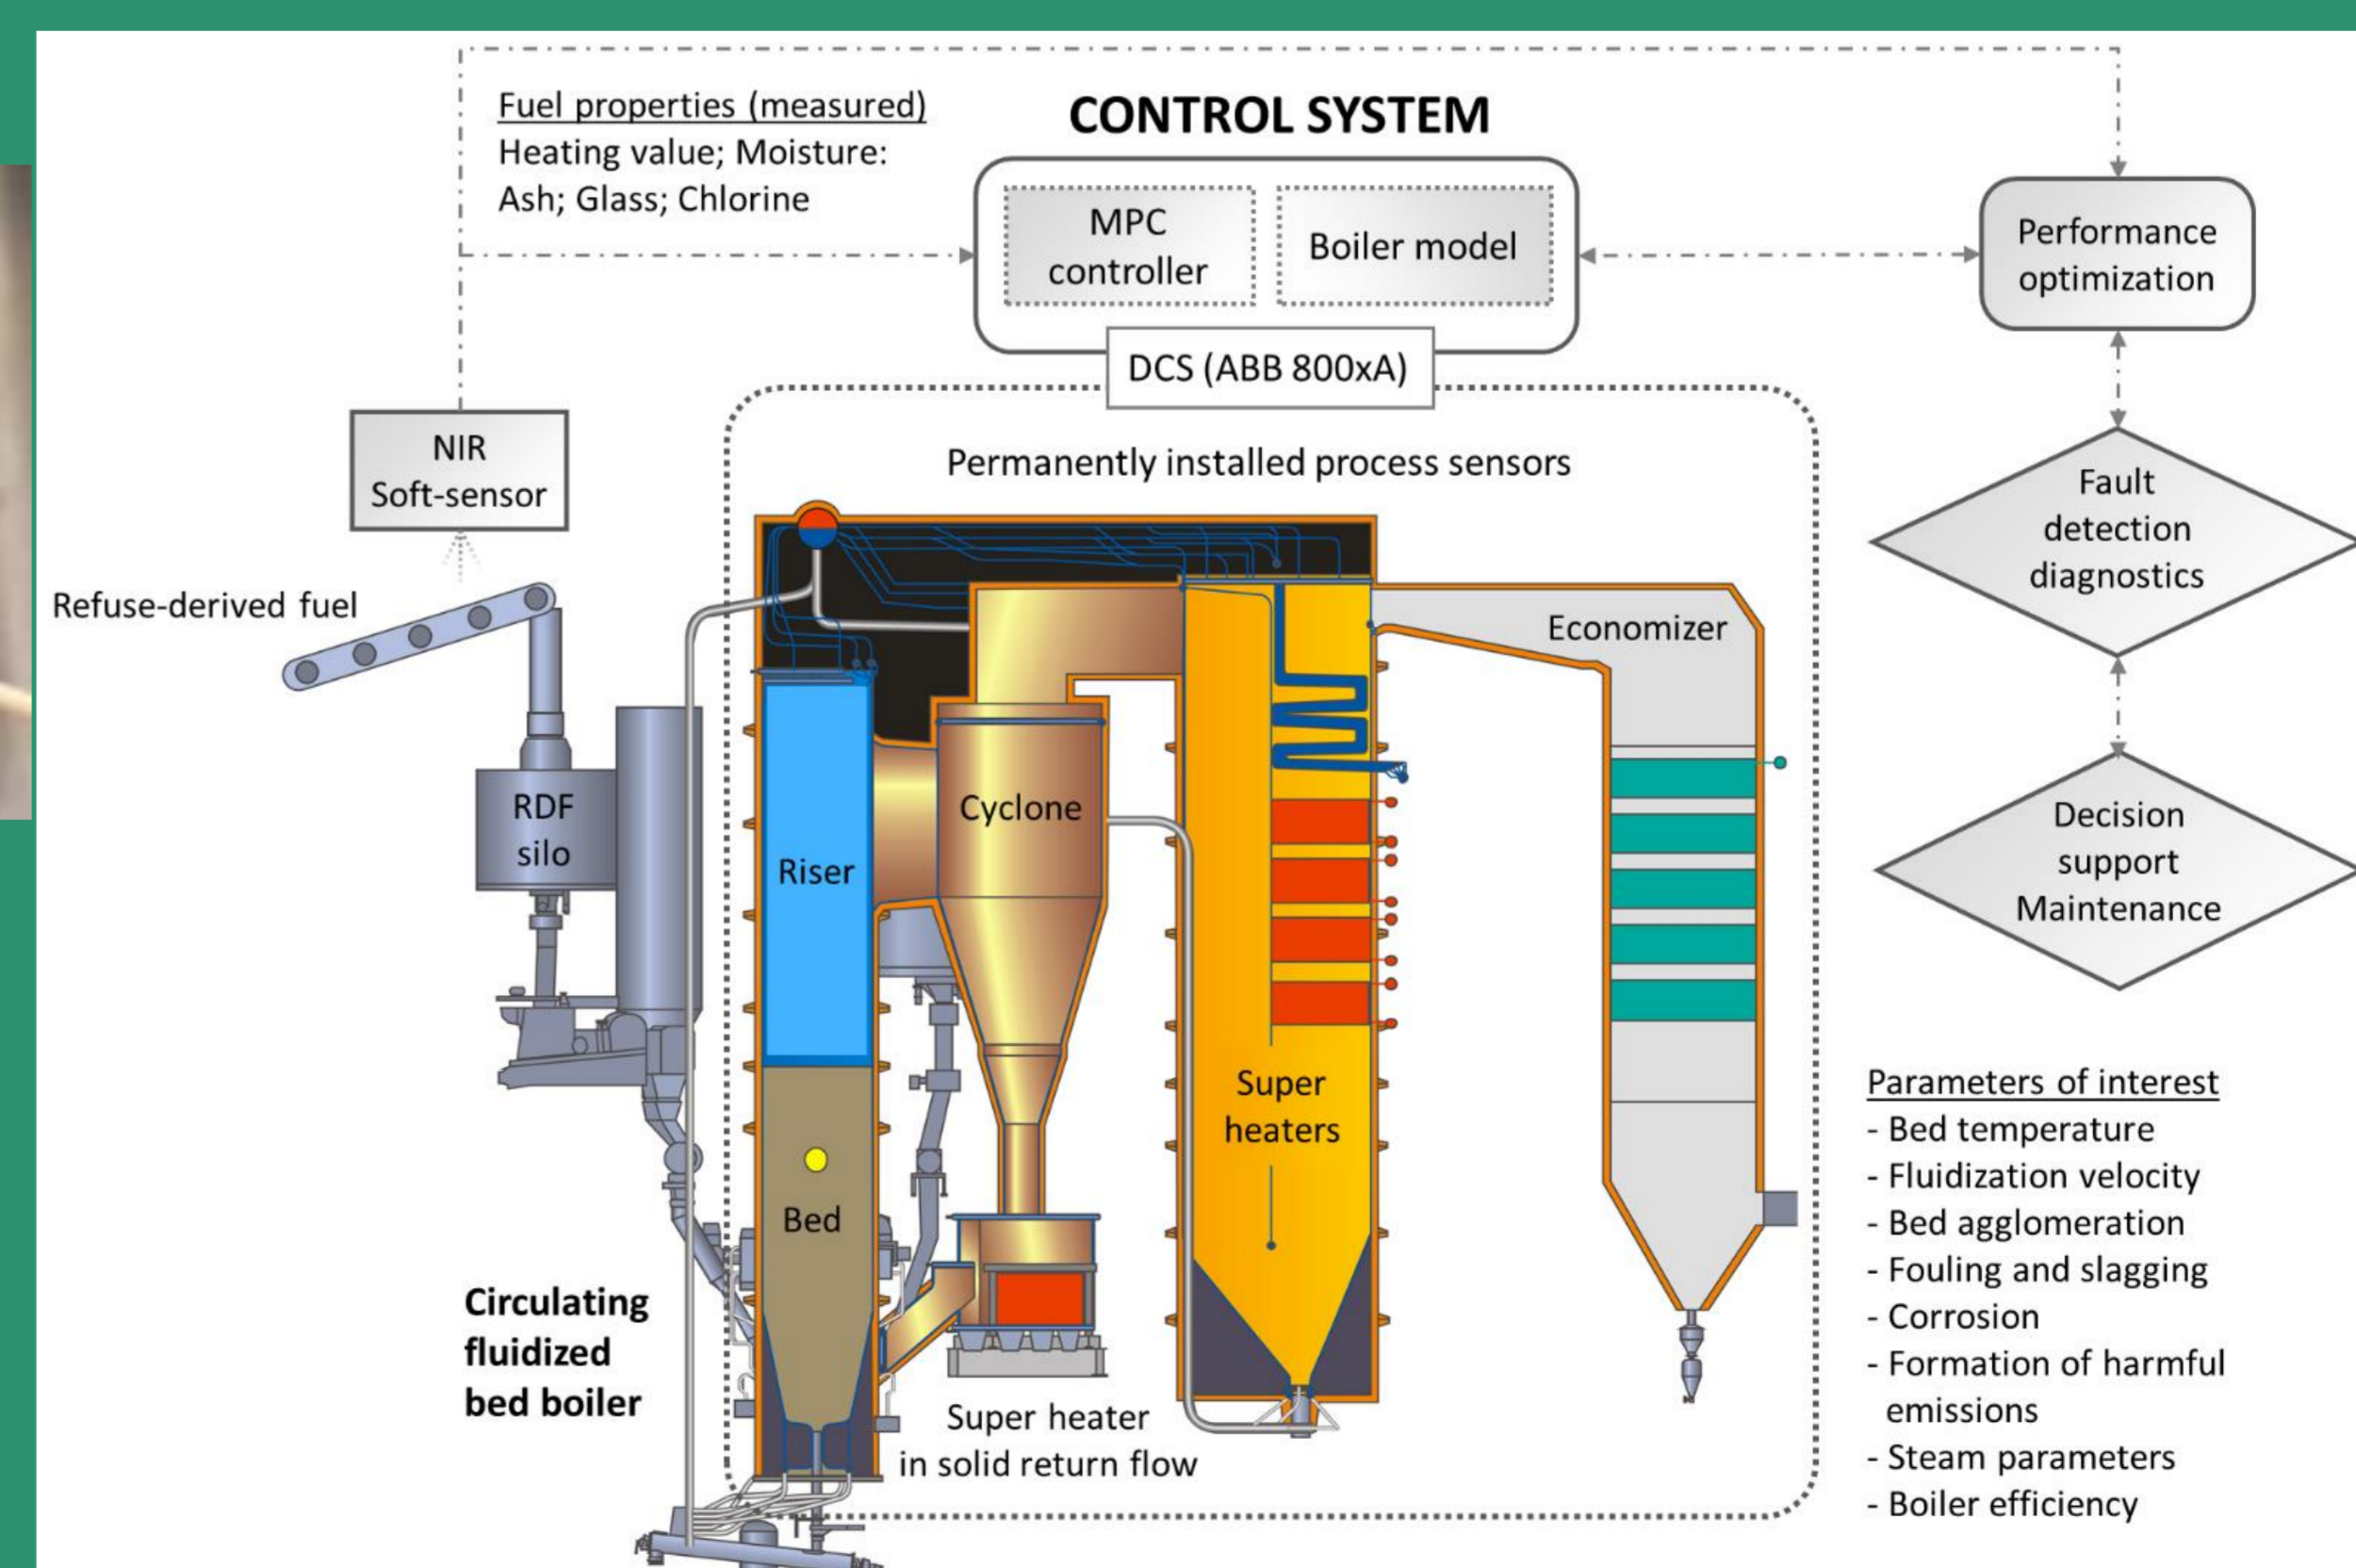 Fuel properties (measured)
Heating value; Moisture:
Ash; Glass; Chlorine
CONTROL SYSTEM
MPC
controller
Boiler model
Performance
optimization
DCS (ABB 800xA)
NIR
Soft-sensor
Permanently installed process sensors
Fault
detection
diagnostics
Refuse-derived fuel
Economizer
RDF
silo
Riser
Cyclone
Decision
support
Maintenance
Super
heaters
Bed
Circulating
fluidized
bed boiler
Super heater
in solid return flow
Parameters of interest
- Bed temperature
- Fluidization velocity
- Bed agglomeration
- Fouling and slagging
- Corrosion
- Formation of harmful
emissions
- Steam parameters
- Boiler efficiency